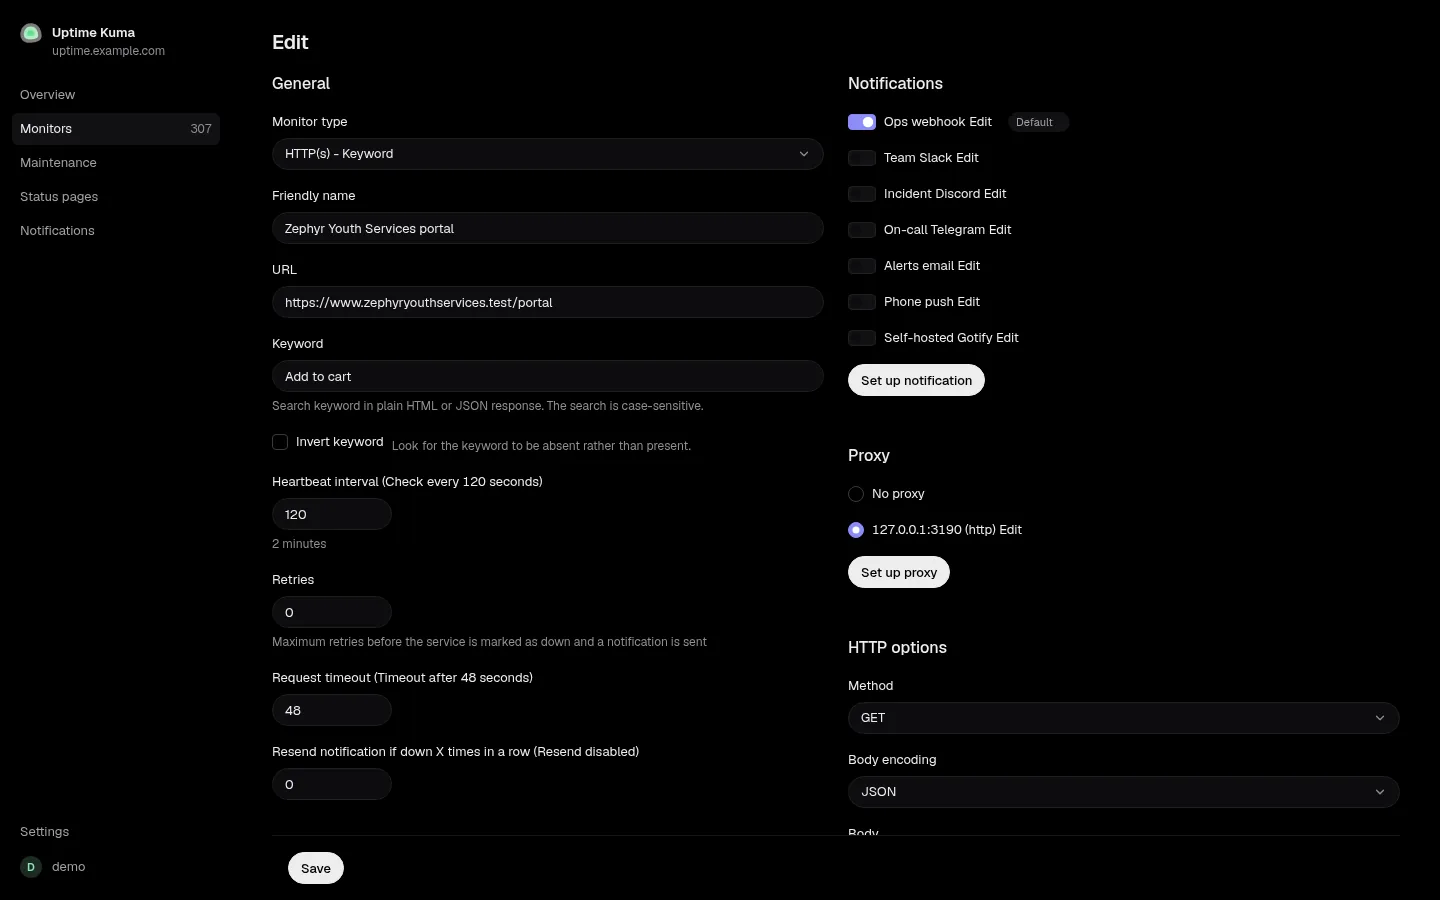 Uptime Kuma
uptime.example.com
Overview
Monitors 307
Maintenance
Status pages
Notifications
Settings
D demo
Edit
General
Monitor type
HTTP(s) - Keyword
Friendly name
Zephyr Youth Services portal
URL
https://www.zephyryouthservices.test/portal
Keyword
Add to cart
Search keyword in plain HTML or JSON response. The search is case-sensitive.
Invert keyword Look for the keyword to be absent rather than present.
Heartbeat interval (Check every 120 seconds)
120
2 minutes
Retries
0
Maximum retries before the service is marked as down and a notification is sent
Request timeout (Timeout after 48 seconds)
48
Resend notification if down X times in a row (Resend disabled)
0
Save
Notifications
Ops webhook Edit Default
Team Slack Edit
Incident Discord Edit
On-call Telegram Edit
Alerts email Edit
Phone push Edit
Self-hosted Gotify Edit
Set up notification
Proxy
No proxy
127.0.0.1:3190 (http) Edit
Set up proxy
HTTP options
Method
GET
Body encoding
JSON
Body